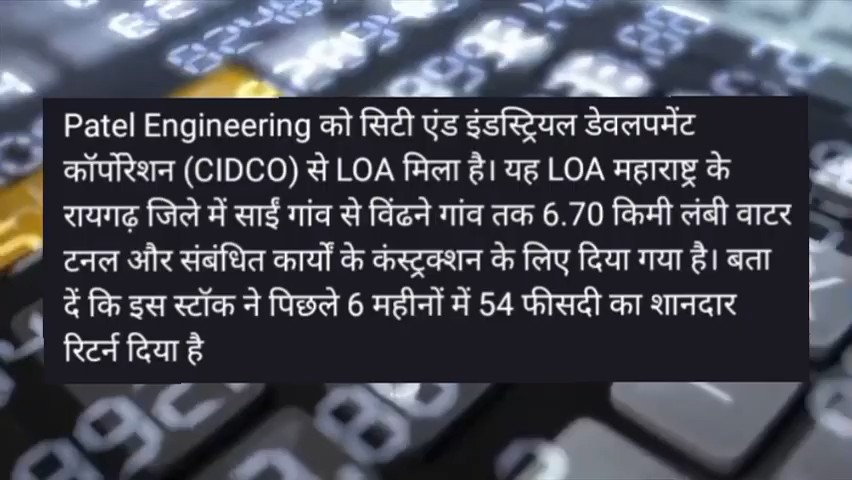 Patel Engineering को सिटी एंड इंडस्ट्रियल डेवलपमेंट
कॉर्पोरेशन (CIDCO) से LOA मिला है। यह LOA महाराष्ट्र के
रायगढ़ जिले में साईं गांव से विंढने गांव तक 6.70 किमी लंबी वाटर
टनल और संबंधित कार्यों के कंस्ट्रक्शन के लिए दिया गया है। बता
दें कि इस स्टॉक ने पिछले 6 महीनों में 54 फीसदी का शानदार
रिटर्न दिया है